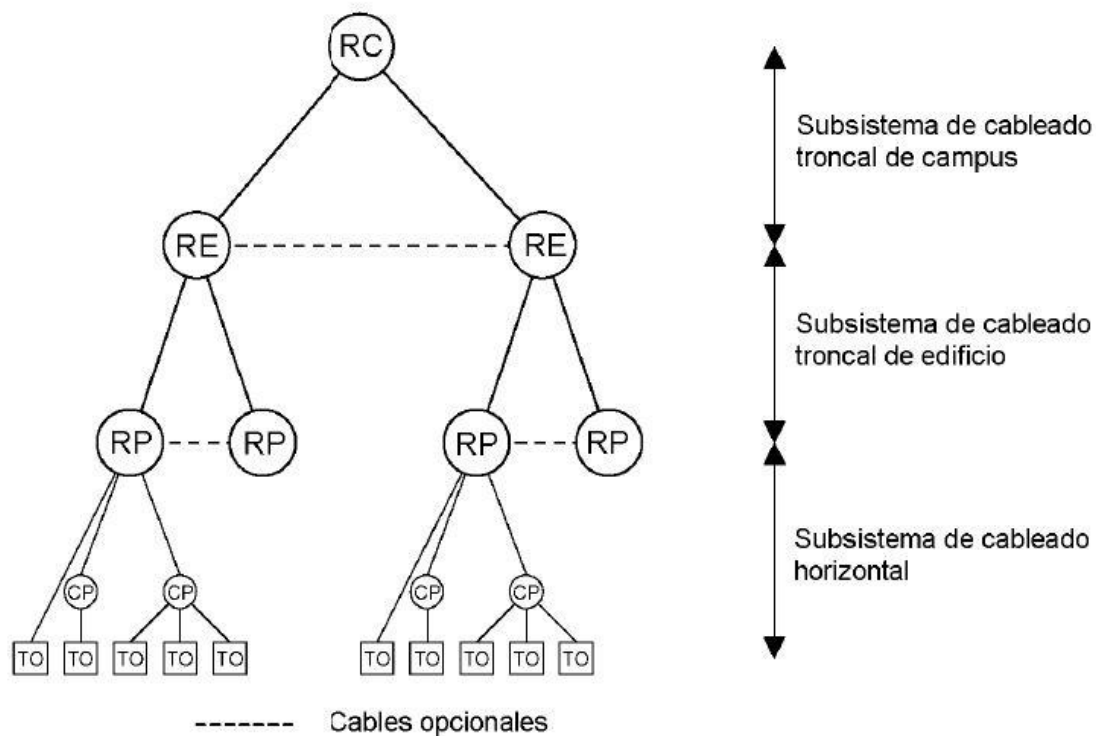 RC
Subsistema de cableado
troncal de campus
RE
RE
Subsistema de cableado
troncal de edificio
RP
RP
RP
RP
Subsistema de cableado
horizontal
CP
CP
CP
CP
TO
TO
TO
TO
TO
TO
TO
TO
TO
TO
Cables opcionales